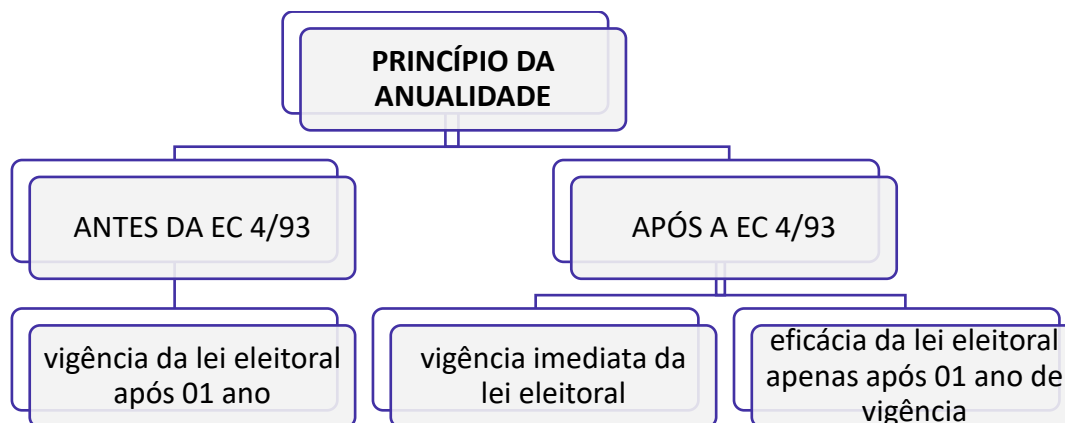 PRINCÍPIO DA
ANUALIDADE
ANTES DA EC 4/93
APÓS A EC 4/93
vigência da lei eleitoral
após 01 ano
vigência imediata da
lei eleitoral
eficácia da lei eleitoral
apenas após 01 ano de
vigência